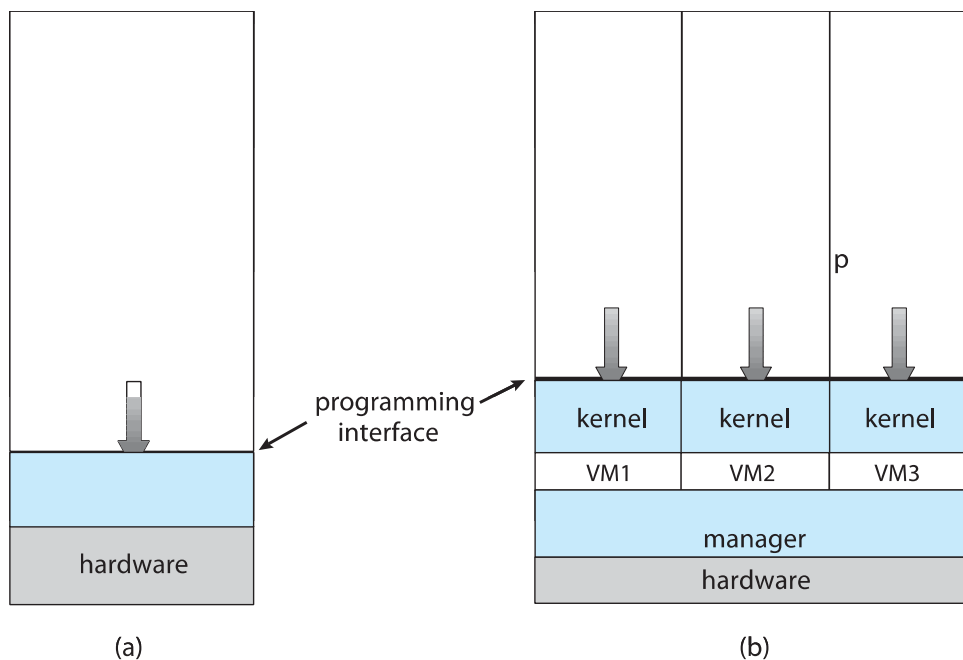 p
programming
interface
kernel kernel kernel
VM1 VM2 VM3
manager
hardware
hardware
(a)
(b)